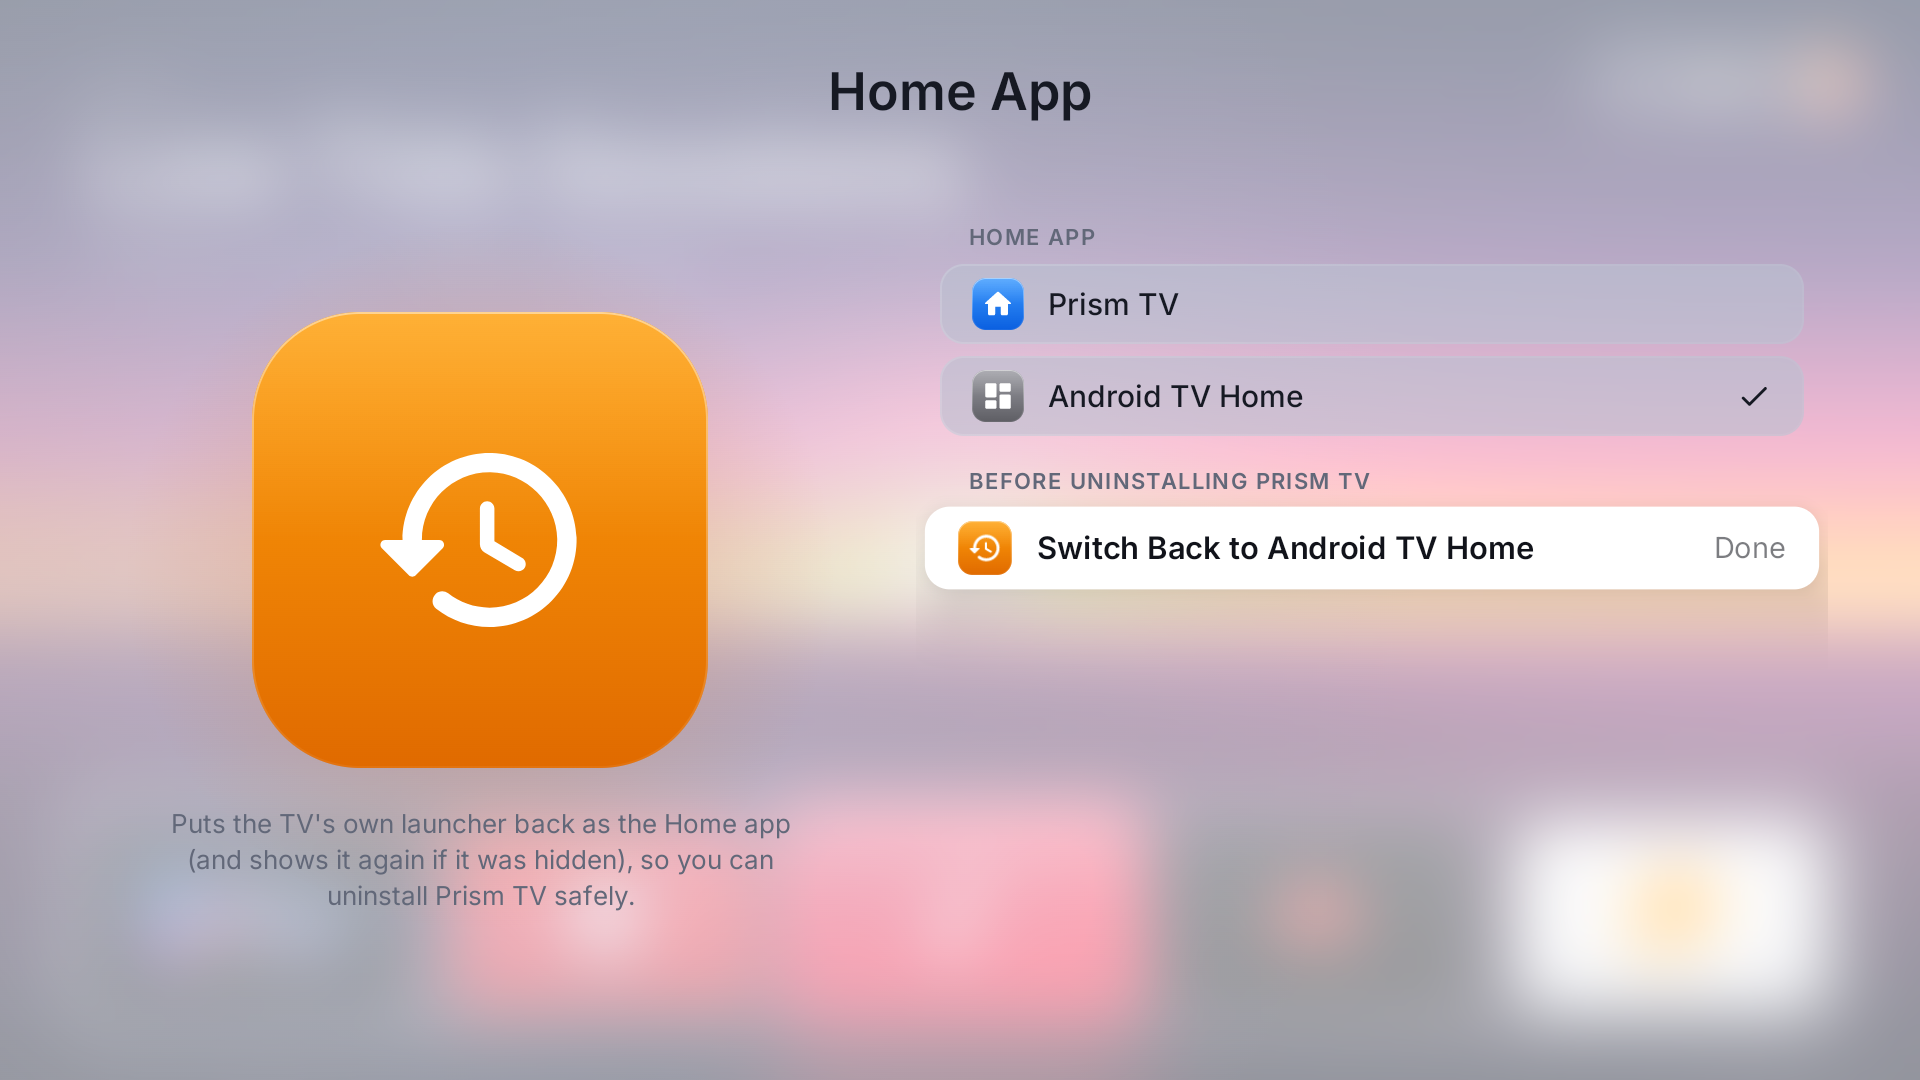 Home App
HOME APP
Prism TV
Android TV Home
BEFORE UNINSTALLING PRISM TV
Switch Back to Android TV Home Done
Puts the TV's own launcher back as the Home app
(and shows it again if it was hidden), so you can
uninstall Prism TV safely.